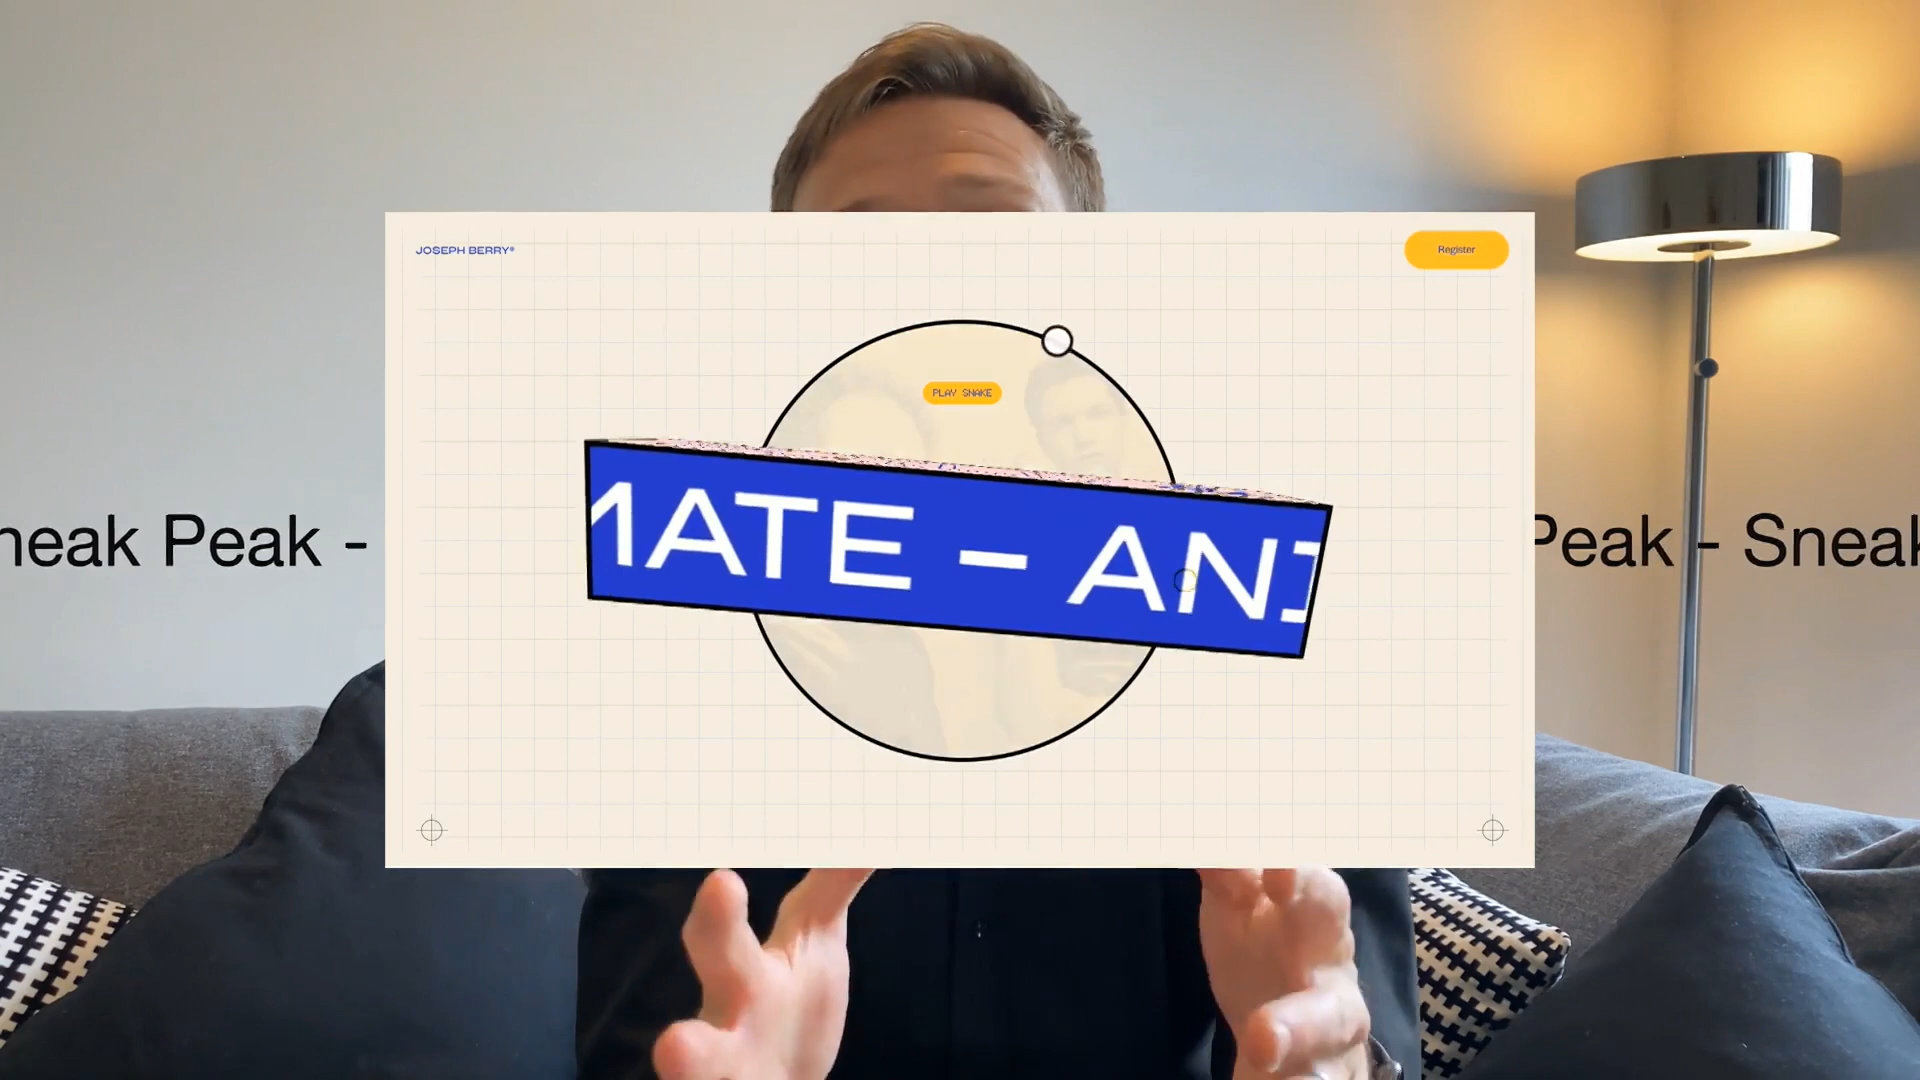 JOSEPH BERRY®
Register
PLAY SNAKE
MATE – ANI
neak Peak -
Peak - Sneak